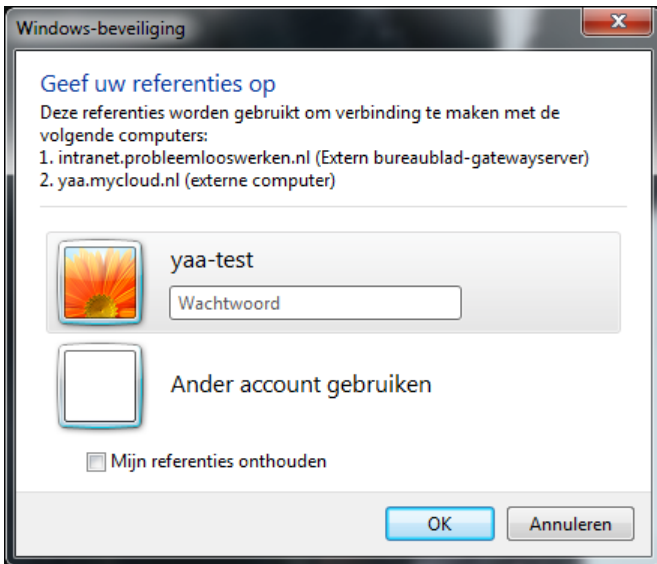 Windows-beveiliging
Geef uw referenties op
Deze referenties worden gebruikt om verbinding te maken met de
volgende computers:
1. intranet.probleemlooswerken.nl (Extern bureaublad-gatewayserver)
2. yaa.mycloud.nl (externe computer)
yaa-test
Wachtwoord
Ander account gebruiken
Mijn referenties onthouden
OK
Annuleren